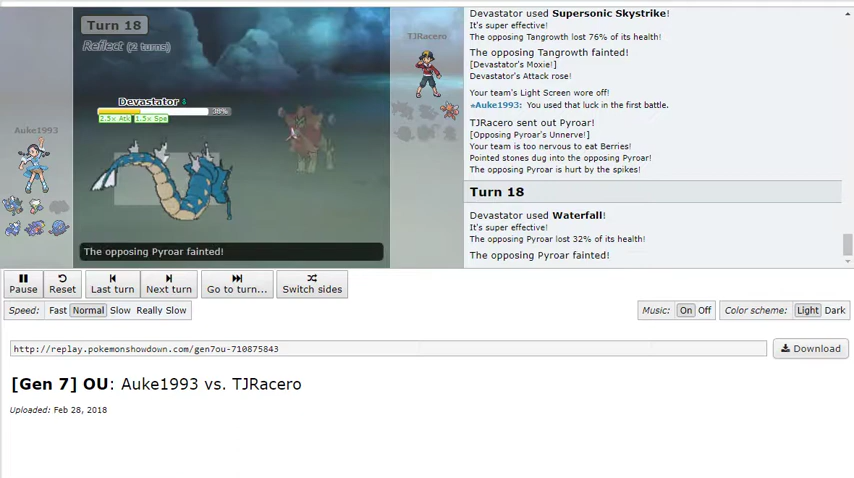 Turn 18
Reflect (2 turns)
Devastator
38%
2.5× Atk 1.5× Spe
Auke1993
TJRacero
The opposing Pyroar fainted!
Devastator used Supersonic Skystrike!
It's super effective!
The opposing Tangrowth lost 76% of its health!
The opposing Tangrowth fainted!
[Devastator's Moxie!]
Devastator's Attack rose!
Your team's Light Screen wore off!
Auke1993: You used that luck in the first battle.
TJRacero sent out Pyroar!
[Opposing Pyroar's Unnerve!]
Your team is too nervous to eat Berries!
Pointed stones dug into the opposing Pyroar!
The opposing Pyroar is hurt by the spikes!
Turn 18
Devastator used Waterfall!
It's super effective!
The opposing Pyroar lost 32% of its health!
The opposing Pyroar fainted!
Pause Reset Last turn Next turn Go to turn... Switch sides
Speed: Fast Normal Slow Really Slow
Music: On Off
Color scheme: Light Dark
http://replay.pokemonshowdown.com/gen7ou-710875843
Download
[Gen 7] OU: Auke1993 vs. TJRacero
Uploaded: Feb 28, 2018